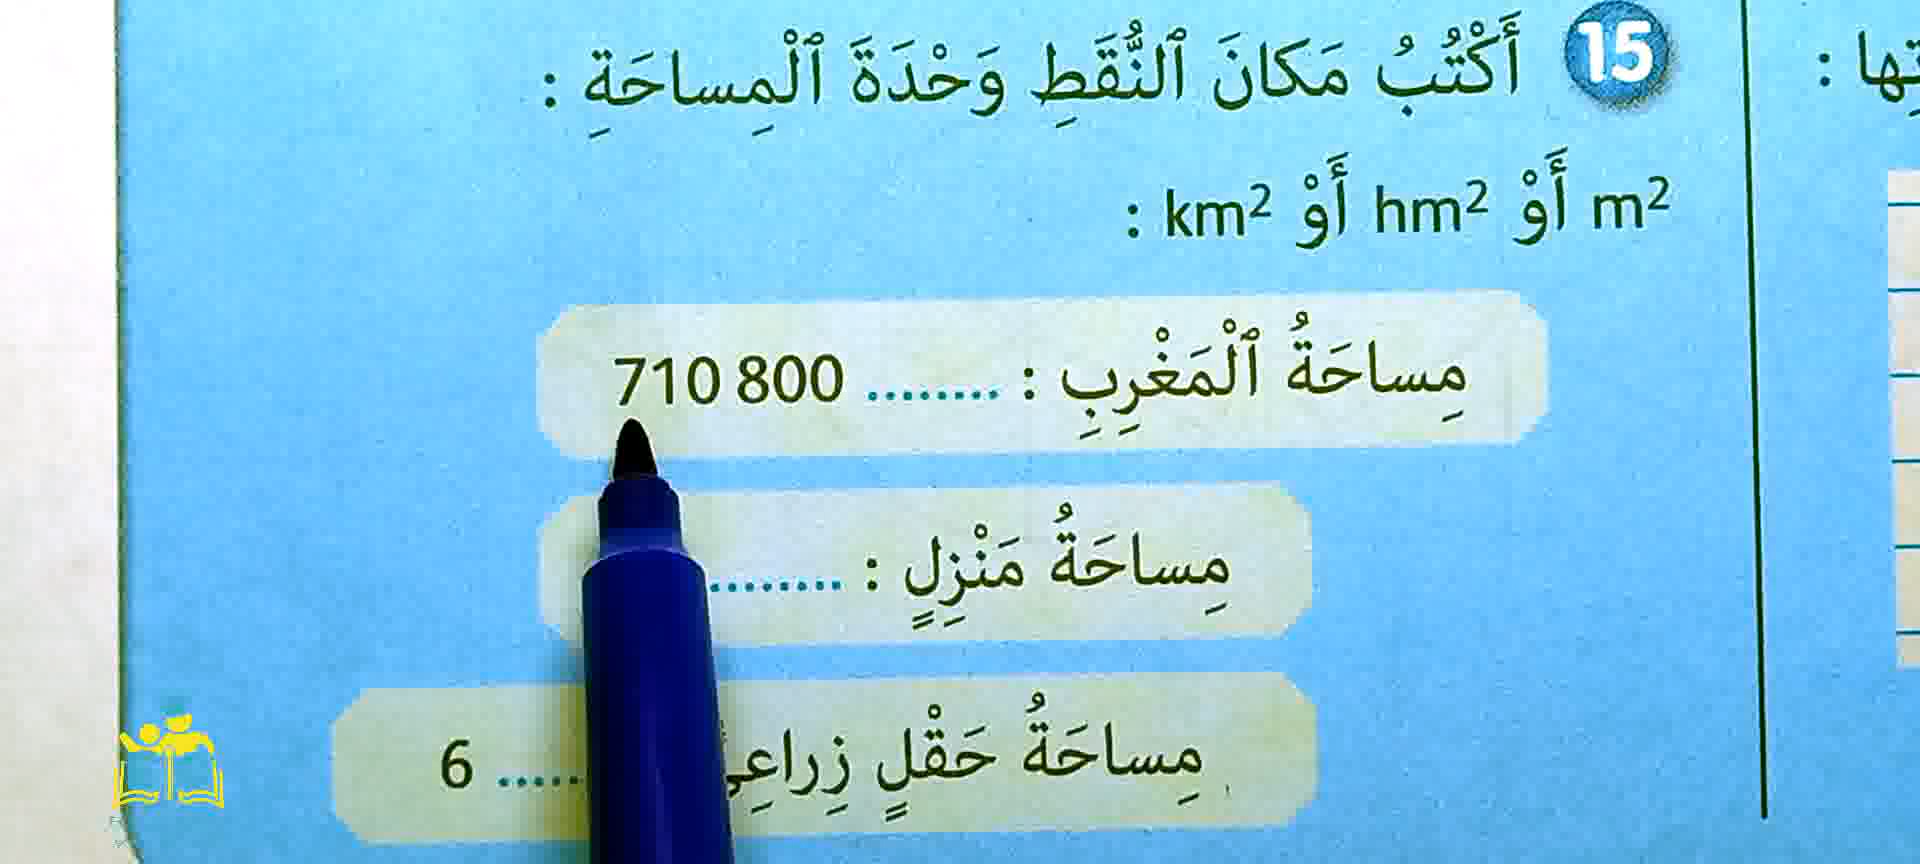 15 أَكْتُبُ مَكانَ ٱلنُّقَطِ وَحْدَةَ ٱلْمِساحَةِ :
m² أَوْ hm² أَوْ km² :
مِساحَةُ ٱلْمَغْرِبِ : ........ 710 800
مِساحَةُ مَنْزِلٍ : ........
مِساحَةُ حَقْلٍ ..... 6